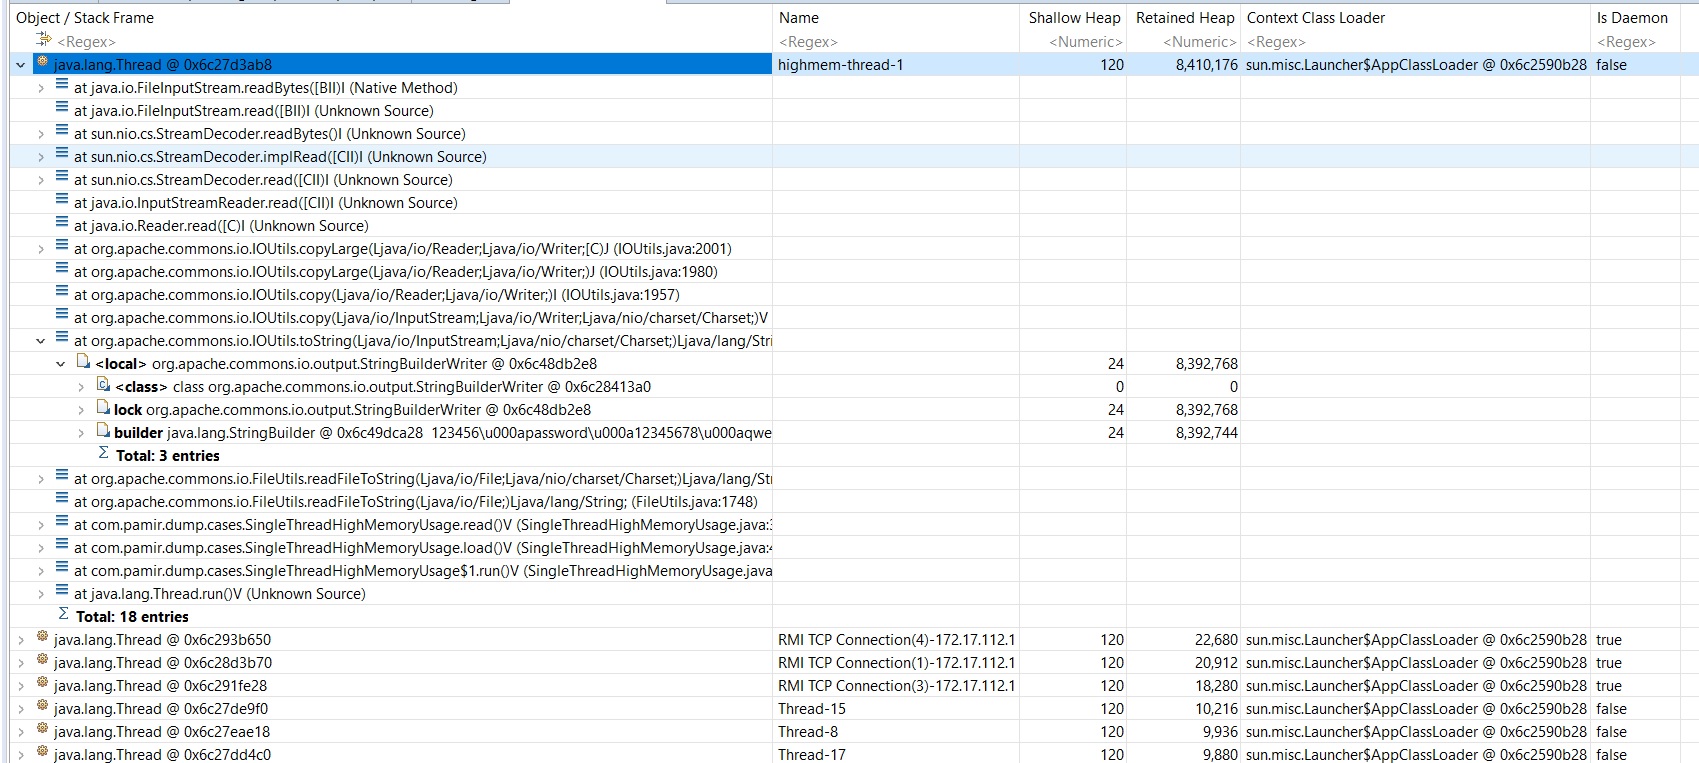 Object / Stack Frame Name Shallow Heap Retained Heap Context Class Loader Is Daemon
<Regex> <Regex> <Numeric> <Numeric> <Regex> <Regex>
java.lang.Thread @ 0x6c27d3ab8 highmem-thread-1 120 8,410,176 sun.misc.Launcher$AppClassLoader @ 0x6c2590b28 false
at java.io.FileInputStream.readBytes([BII)I (Native Method)
at java.io.FileInputStream.read([BII)I (Unknown Source)
at sun.nio.cs.StreamDecoder.readBytes()I (Unknown Source)
at sun.nio.cs.StreamDecoder.implRead([CII)I (Unknown Source)
at sun.nio.cs.StreamDecoder.read([CII)I (Unknown Source)
at java.io.InputStreamReader.read([CII)I (Unknown Source)
at java.io.Reader.read([C)I (Unknown Source)
at org.apache.commons.io.IOUtils.copyLarge(Ljava/io/Reader;Ljava/io/Writer;[C)J (IOUtils.java:2001)
at org.apache.commons.io.IOUtils.copyLarge(Ljava/io/Reader;Ljava/io/Writer;)J (IOUtils.java:1980)
at org.apache.commons.io.IOUtils.copy(Ljava/io/Reader;Ljava/io/Writer;)I (IOUtils.java:1957)
at org.apache.commons.io.IOUtils.copy(Ljava/io/InputStream;Ljava/io/Writer;Ljava/nio/charset/Charset;)V
at org.apache.commons.io.IOUtils.toString(Ljava/io/InputStream;Ljava/nio/charset/Charset;)Ljava/lang/Stri
<local> org.apache.commons.io.output.StringBuilderWriter @ 0x6c48db2e8 24 8,392,768
<class> class org.apache.commons.io.output.StringBuilderWriter @ 0x6c28413a0 0 0
lock org.apache.commons.io.output.StringBuilderWriter @ 0x6c48db2e8 24 8,392,768
builder java.lang.StringBuilder @ 0x6c49dca28 123456\u000apassword\u000a12345678\u000aqwe 24 8,392,744
Σ Total: 3 entries
at org.apache.commons.io.FileUtils.readFileToString(Ljava/io/File;Ljava/nio/charset/Charset;)Ljava/lang/Stri
at org.apache.commons.io.FileUtils.readFileToString(Ljava/io/File;)Ljava/lang/String; (FileUtils.java:1748)
at com.pamir.dump.cases.SingleThreadHighMemoryUsage.read()V (SingleThreadHighMemoryUsage.java:3
at com.pamir.dump.cases.SingleThreadHighMemoryUsage.load()V (SingleThreadHighMemoryUsage.java:4
at com.pamir.dump.cases.SingleThreadHighMemoryUsage$1.run()V (SingleThreadHighMemoryUsage.java
at java.lang.Thread.run()V (Unknown Source)
Σ Total: 18 entries
java.lang.Thread @ 0x6c293b650 RMI TCP Connection(4)-172.17.112.1 120 22,680 sun.misc.Launcher$AppClassLoader @ 0x6c2590b28 true
java.lang.Thread @ 0x6c28d3b70 RMI TCP Connection(1)-172.17.112.1 120 20,912 sun.misc.Launcher$AppClassLoader @ 0x6c2590b28 true
java.lang.Thread @ 0x6c291fe28 RMI TCP Connection(3)-172.17.112.1 120 18,280 sun.misc.Launcher$AppClassLoader @ 0x6c2590b28 true
java.lang.Thread @ 0x6c27de9f0 Thread-15 120 10,216 sun.misc.Launcher$AppClassLoader @ 0x6c2590b28 false
java.lang.Thread @ 0x6c27eae18 Thread-8 120 9,936 sun.misc.Launcher$AppClassLoader @ 0x6c2590b28 false
java.lang.Thread @ 0x6c27dd4c0 Thread-17 120 9,880 sun.misc.Launcher$AppClassLoader @ 0x6c2590b28 false